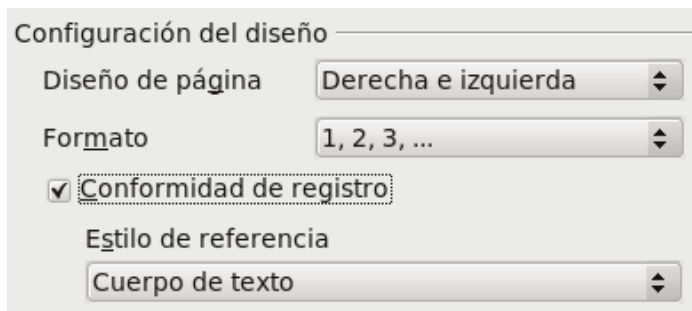 Configuración del diseño
Diseño de página Derecha e izquierda
Formato 1, 2, 3, ...
Conformidad de registro
Estilo de referencia
Cuerpo de texto